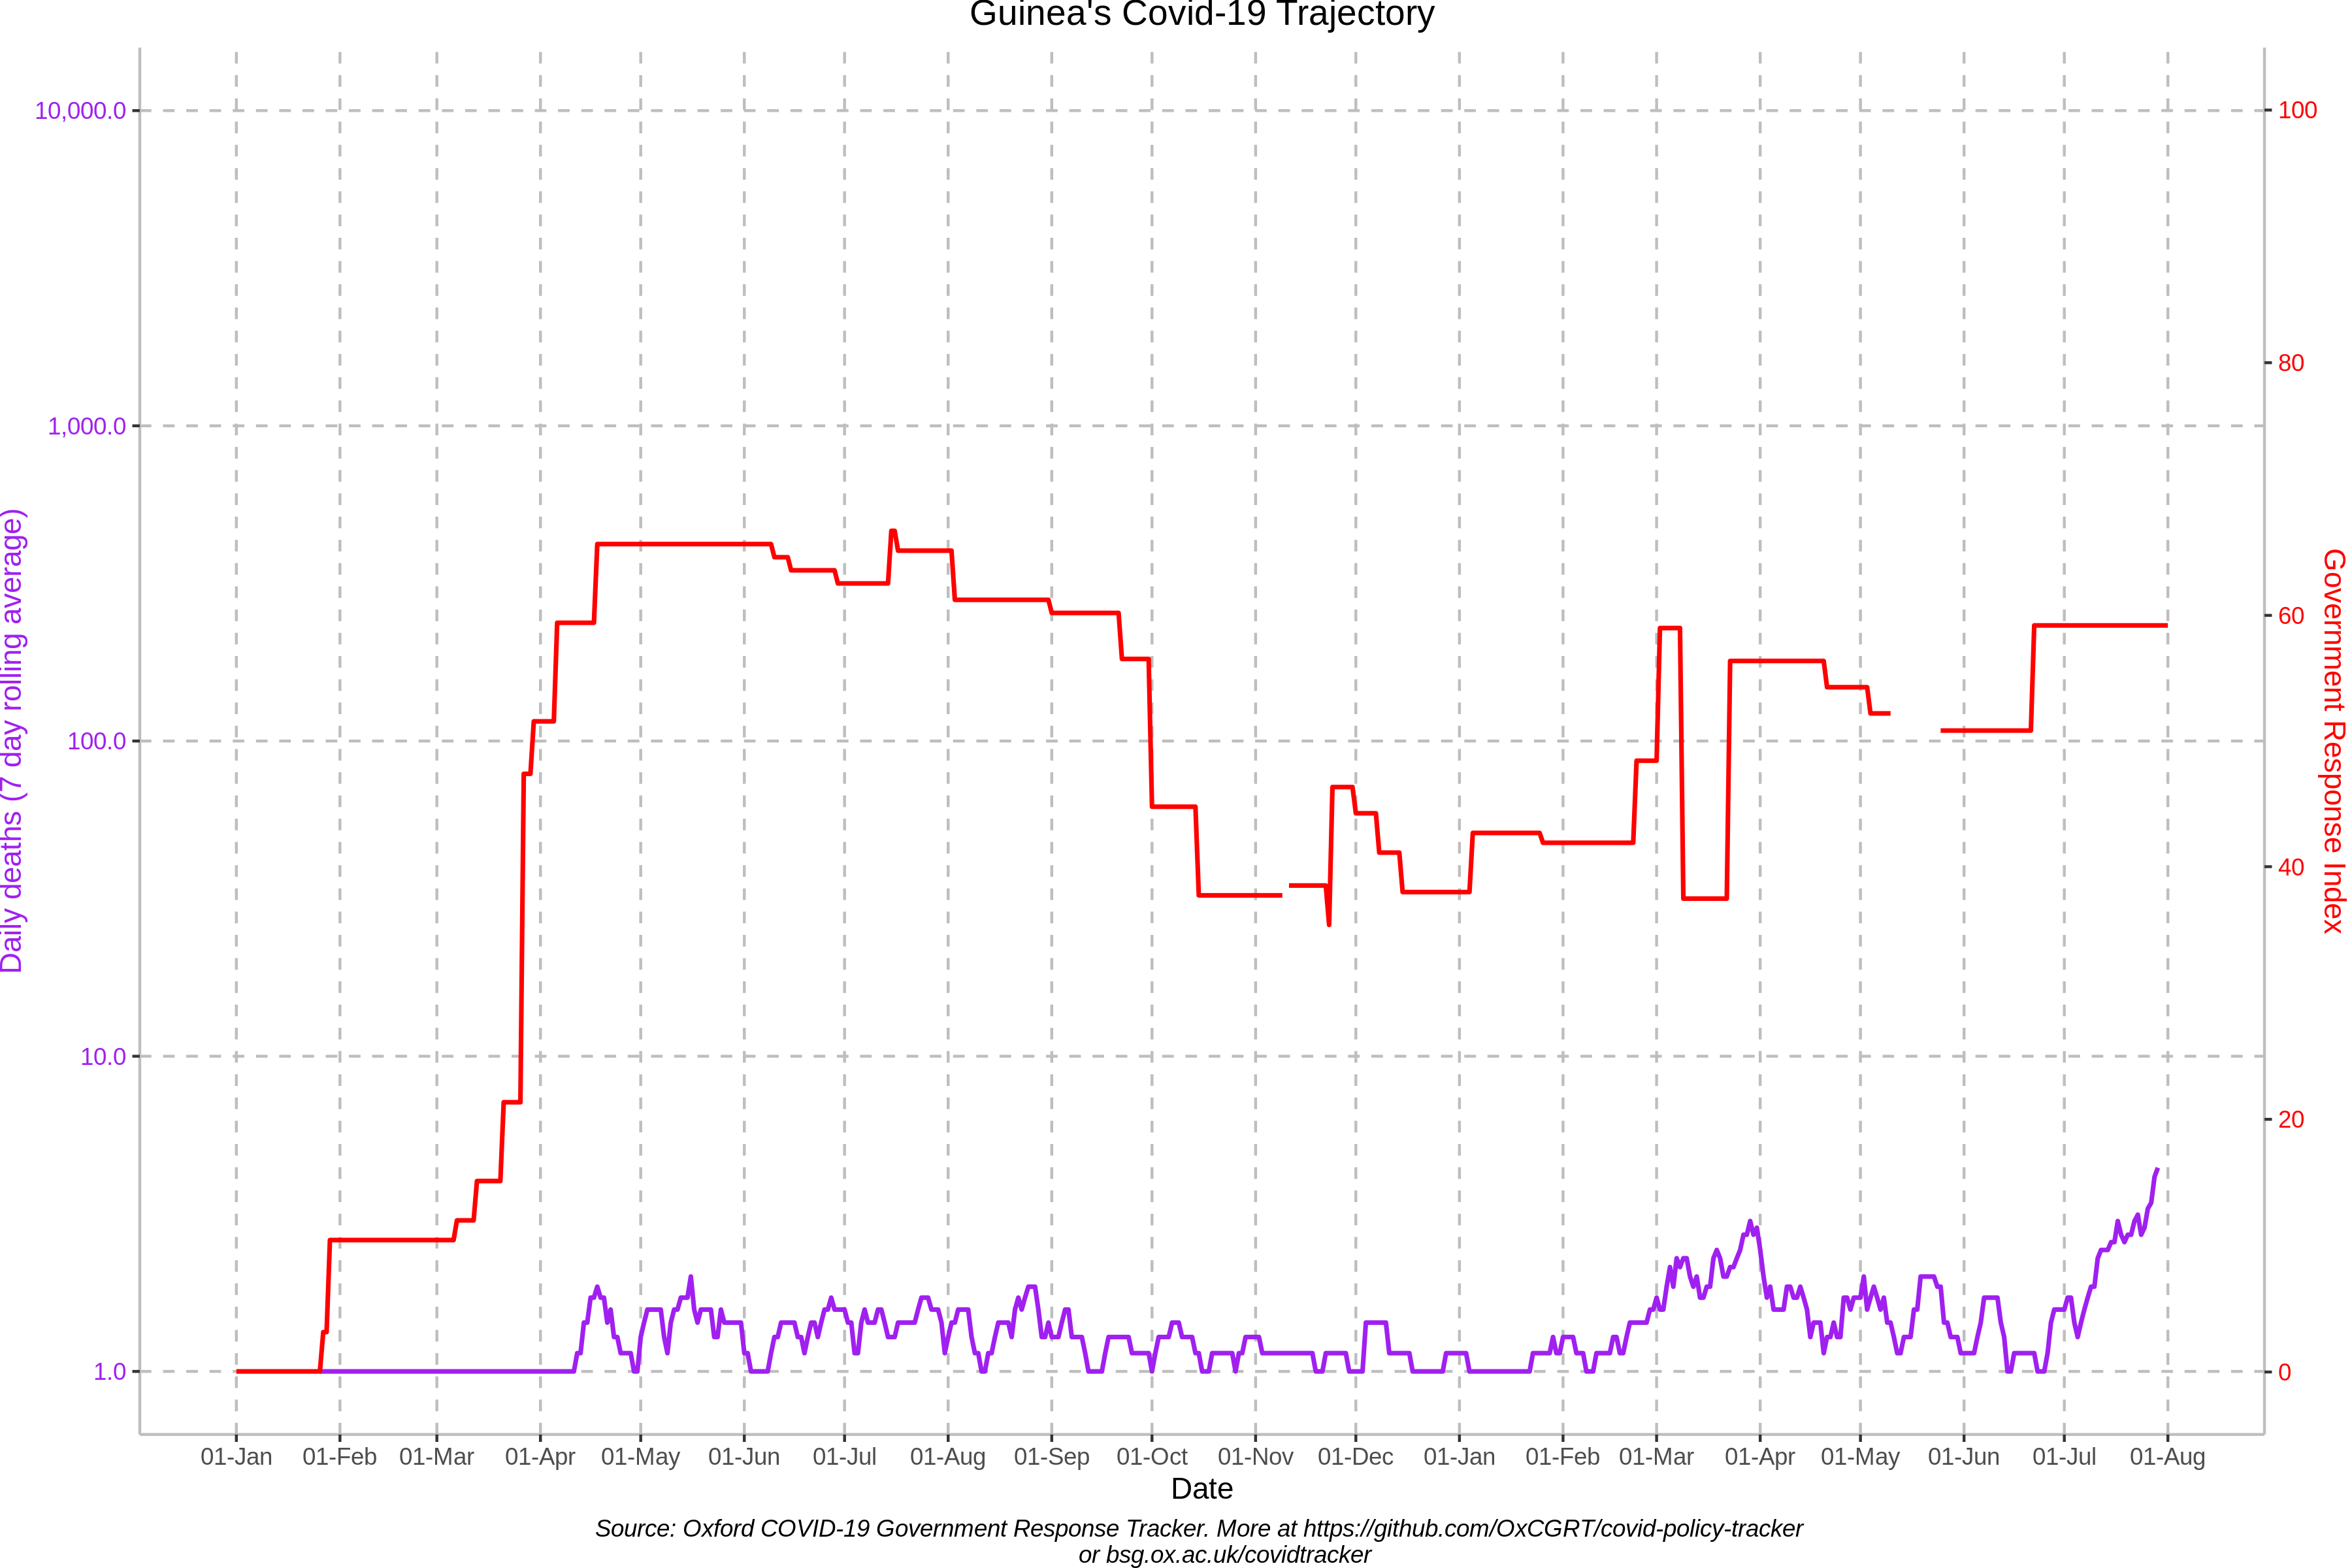 Guinea's Covid-19 Trajectory
10,000.0
1,000.0
100.0
10.0
1.0
Daily deaths (7 day rolling average)
100
80
60
40
20
0
Government Response Index
01-Jan 01-Feb 01-Mar 01-Apr 01-May 01-Jun 01-Jul 01-Aug 01-Sep 01-Oct 01-Nov 01-Dec 01-Jan 01-Feb 01-Mar 01-Apr 01-May 01-Jun 01-Jul 01-Aug
Date
Source: Oxford COVID-19 Government Response Tracker. More at https://github.com/OxCGRT/covid-policy-tracker
or bsg.ox.ac.uk/covidtracker